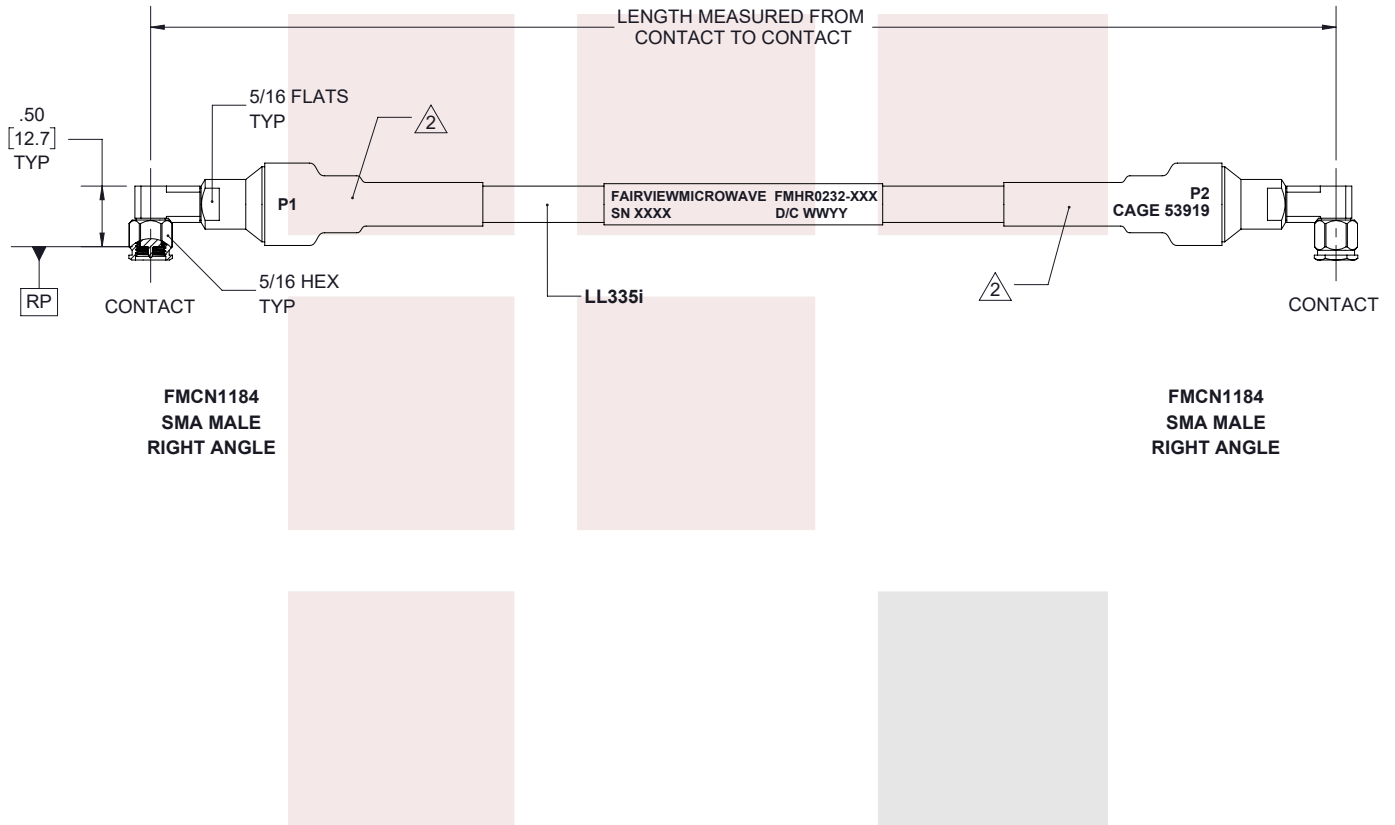 LENGTH MEASURED FROM
CONTACT TO CONTACT
5/16 FLATS
TYP
.50
[12.7]
TYP
2
P1
FAIRVIEWMICROWAVE FMHR0232-XXX
SN XXXX D/C WWYY
P2
CAGE 53919
RP
CONTACT
5/16 HEX
TYP
LL335i
2
CONTACT
FMCN1184
SMA MALE
RIGHT ANGLE
FMCN1184
SMA MALE
RIGHT ANGLE